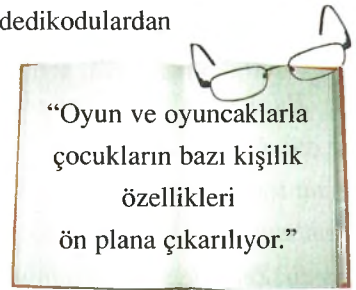 dedikodulardan
“Oyun ve oyuncaklarla
çocukların bazı kişilik
özellikleri
ön plana çıkarılıyor.”